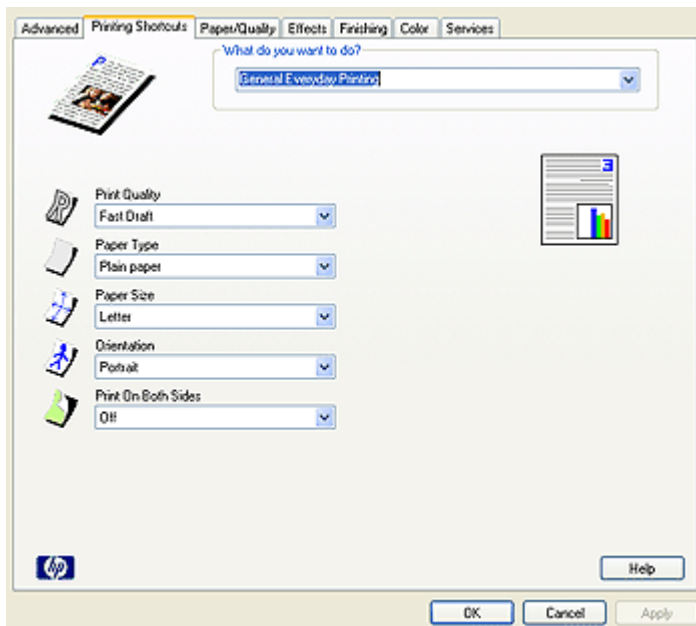 Advanced Printing Shortcuts Paper/Quality Effects Finishing Color Services
What do you want to do?
General Everyday Printing
3
Print Quality
Fast Draft
Paper Type
Plain paper
Paper Size
Letter
Orientation
Portrait
Print On Both Sides
Off
hp
Help
OK Cancel Apply